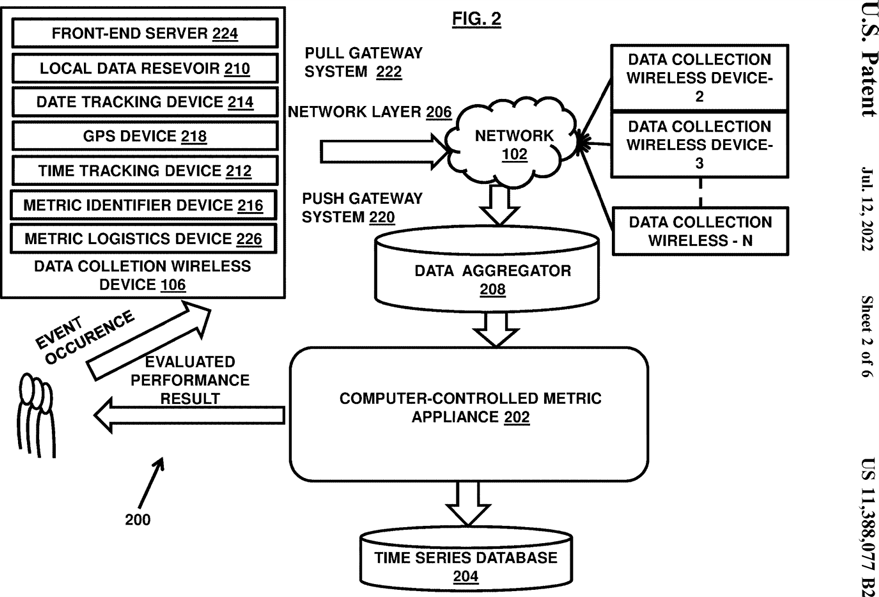 FIG. 2
FRONT-END SERVER 224
LOCAL DATA RESEVOIR 210
DATE TRACKING DEVICE 214
GPS DEVICE 218
TIME TRACKING DEVICE 212
METRIC IDENTIFIER DEVICE 216
METRIC LOGISTICS DEVICE 226
DATA COLLETION WIRELESS
DEVICE 106
PULL GATEWAY
SYSTEM 222
NETWORK LAYER 206
PUSH GATEWAY
SYSTEM 220
NETWORK
102
DATA COLLECTION
WIRELESS DEVICE-
2
DATA COLLECTION
WIRELESS DEVICE-
3
DATA COLLECTION
WIRELESS - N
DATA AGGREGATOR
208
EVENT
OCCURENCE
EVALUATED
PERFORMANCE
RESULT
COMPUTER-CONTROLLED METRIC
APPLIANCE 202
200
TIME SERIES DATABASE
204
U.S. Patent
Jul. 12, 2022
Sheet 2 of 6
US 11,388,077 B2